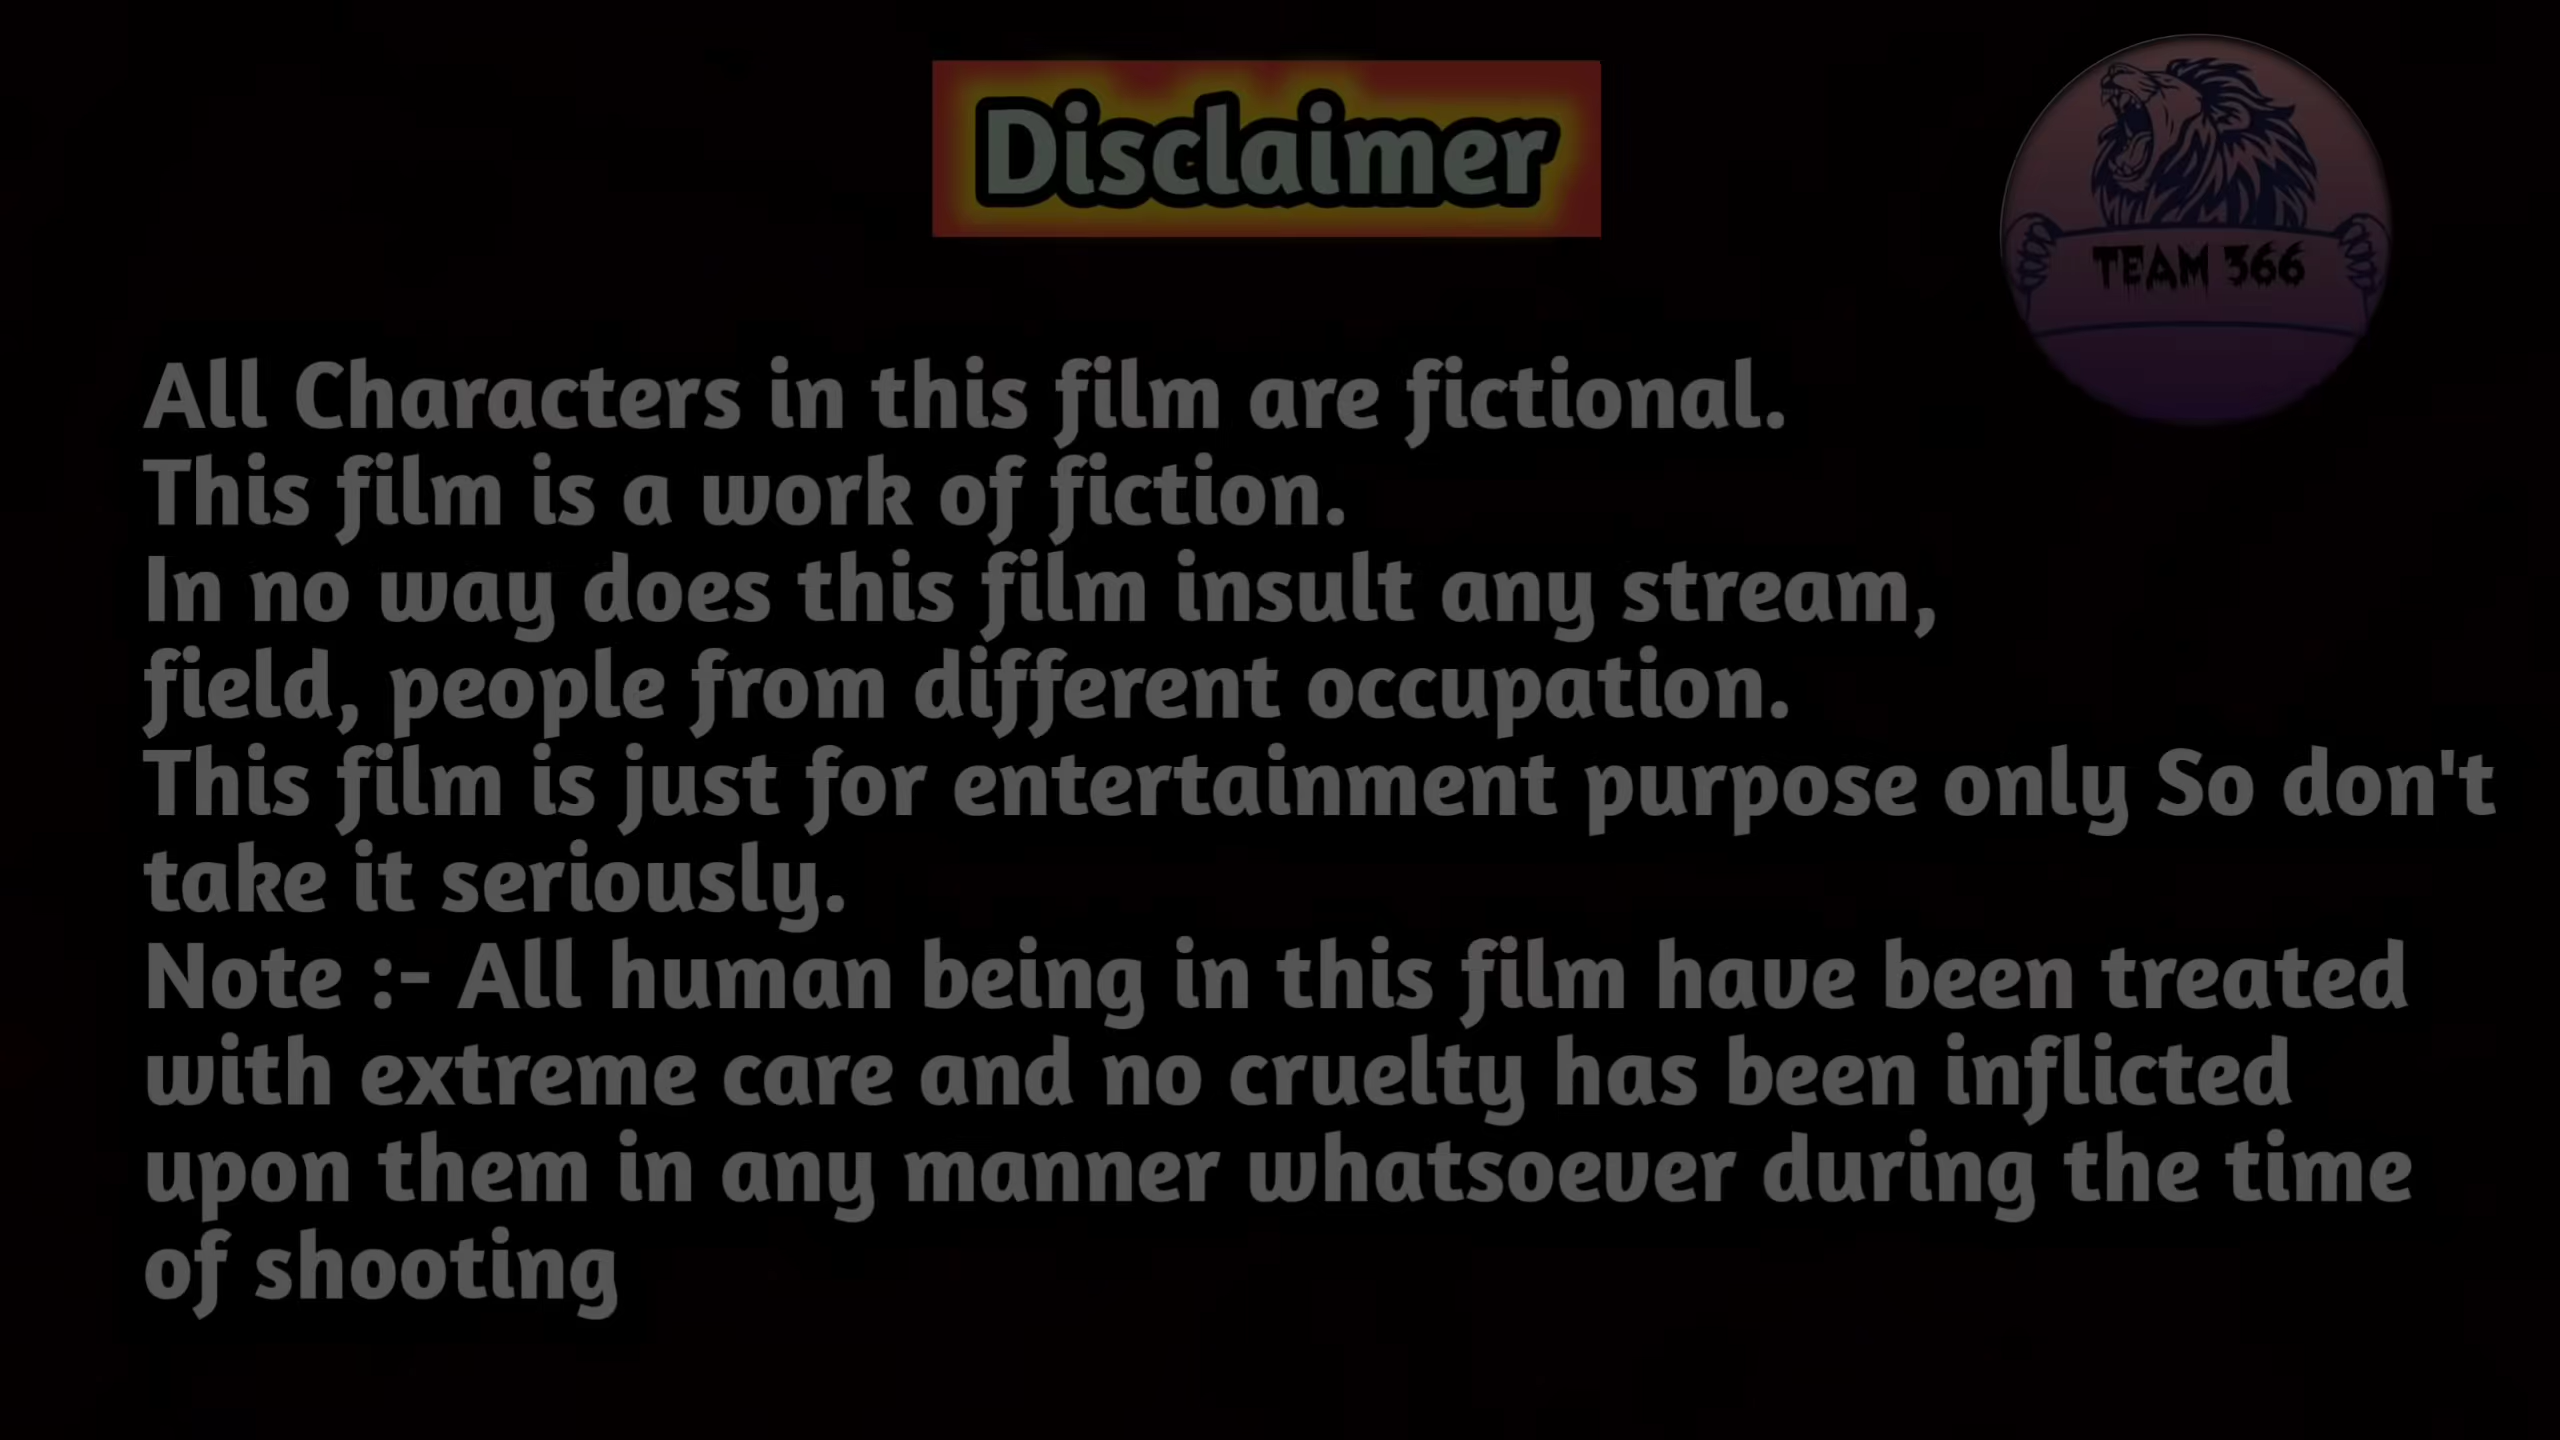 Disclaimer
TEAM 366
All Characters in this film are fictional.
This film is a work of fiction.
In no way does this film insult any stream,
field, people from different occupation.
This film is just for entertainment purpose only So don't
take it seriously.
Note :- All human being in this film have been treated
with extreme care and no cruelty has been inflicted
upon them in any manner whatsoever during the time
of shooting